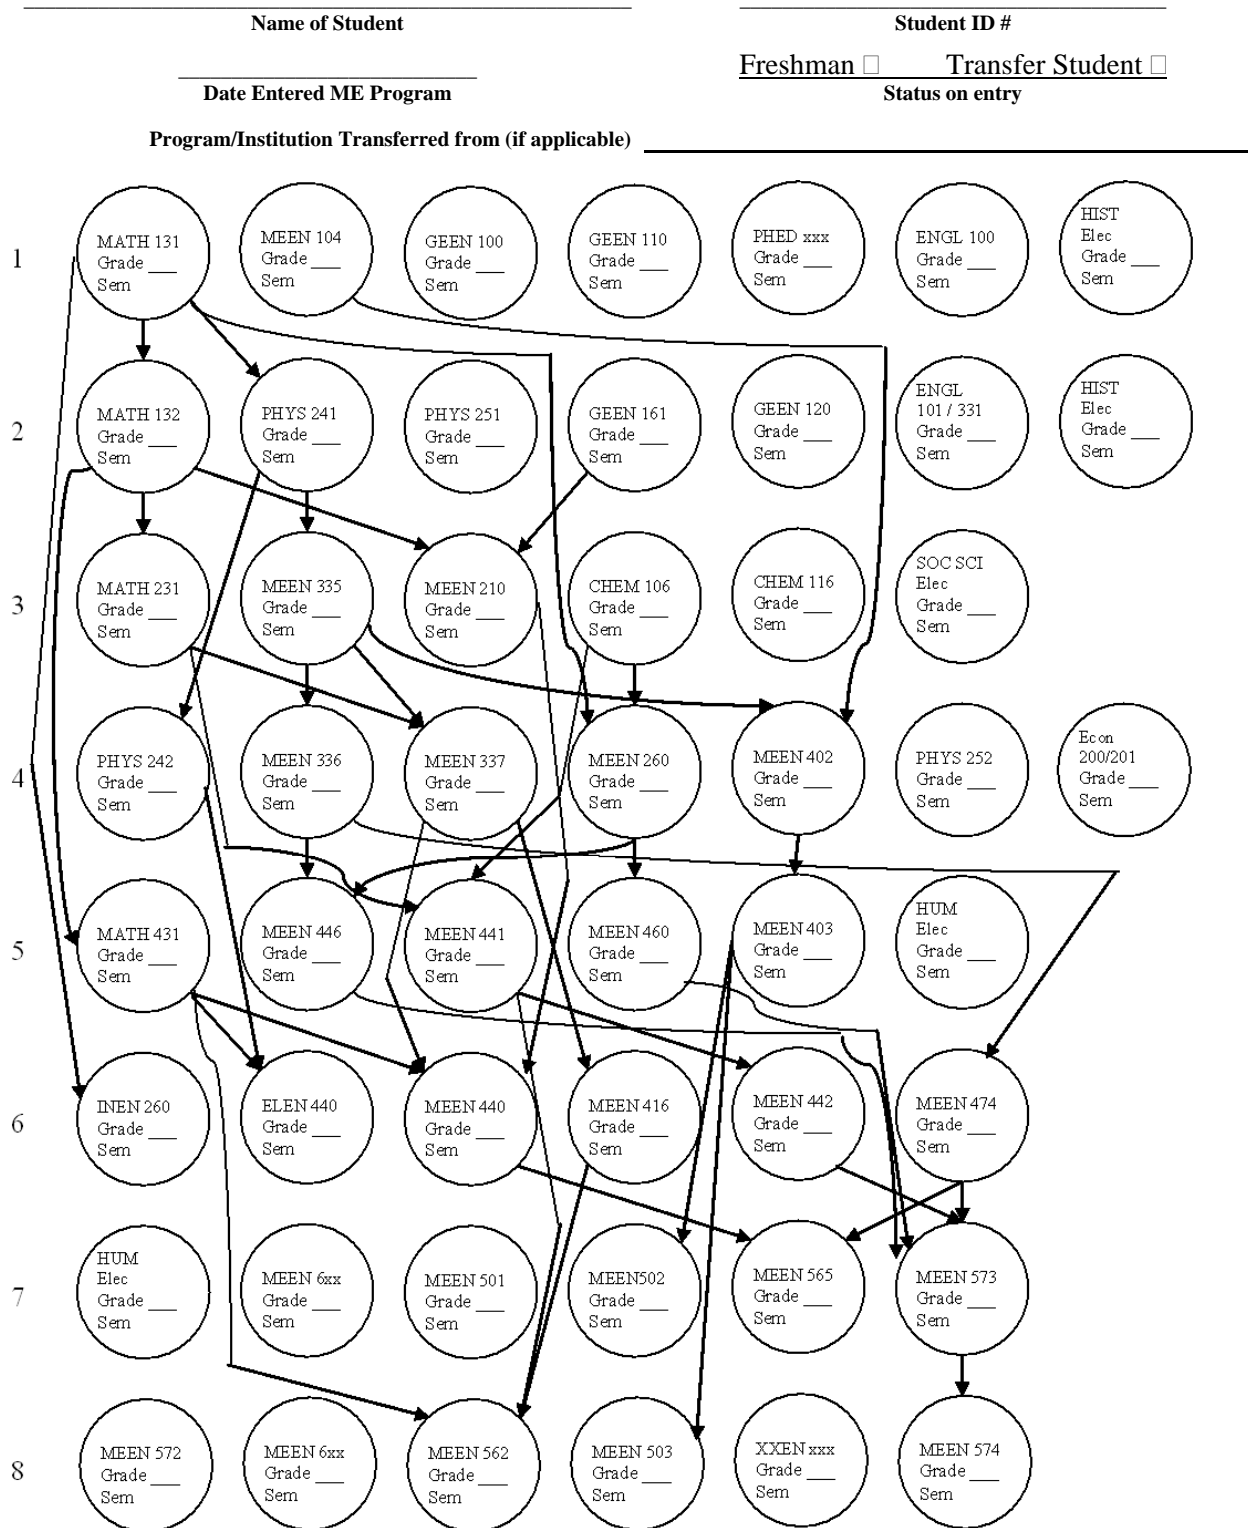 Name of Student
Student ID #
Freshman □ Transfer Student □
Date Entered ME Program
Status on entry
Program/Institution Transferred from (if applicable)
1
MATH 131
Grade ___
Sem
MEEN 104
Grade ___
Sem
GEEN 100
Grade ___
Sem
GEEN 110
Grade ___
Sem
PHED xxx
Grade ___
Sem
ENGL 100
Grade ___
Sem
HIST
Elec
Grade ___
Sem
2
MATH 132
Grade ___
Sem
PHYS 241
Grade ___
Sem
PHYS 251
Grade ___
Sem
GEEN 161
Grade ___
Sem
GEEN 120
Grade ___
Sem
ENGL
101 / 331
Grade ___
Sem
HIST
Elec
Grade ___
Sem
3
MATH 231
Grade ___
Sem
MEEN 335
Grade ___
Sem
MEEN 210
Grade ___
Sem
CHEM 106
Grade ___
Sem
CHEM 116
Grade ___
Sem
SOC SCI
Elec
Grade ___
Sem
4
PHYS 242
Grade ___
Sem
MEEN 336
Grade ___
Sem
MEEN 337
Grade ___
Sem
MEEN 260
Grade ___
Sem
MEEN 402
Grade ___
Sem
PHYS 252
Grade ___
Sem
Econ
200/201
Grade ___
Sem
5
MATH 431
Grade ___
Sem
MEEN 446
Grade ___
Sem
MEEN 441
Grade ___
Sem
MEEN 460
Grade ___
Sem
MEEN 403
Grade ___
Sem
HUM
Elec
Grade ___
Sem
6
INEN 260
Grade ___
Sem
ELEN 440
Grade ___
Sem
MEEN 440
Grade ___
Sem
MEEN 416
Grade ___
Sem
MEEN 442
Grade ___
Sem
MEEN 474
Grade ___
Sem
7
HUM
Elec
Grade ___
Sem
MEEN 6xx
Grade ___
Sem
MEEN 501
Grade ___
Sem
MEEN502
Grade ___
Sem
MEEN 565
Grade ___
Sem
MEEN 573
Grade ___
Sem
8
MEEN 572
Grade ___
Sem
MEEN 6xx
Grade ___
Sem
MEEN 562
Grade ___
Sem
MEEN 503
Grade ___
Sem
XXEN xxx
Grade ___
Sem
MEEN 574
Grade ___
Sem